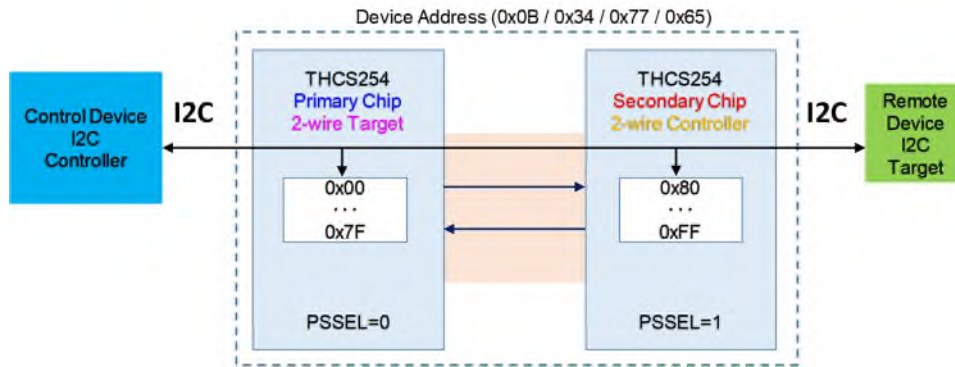 Device Address (0x0B / 0x34 / 0x77 / 0x65)
Control Device
I2C
Controller
I2C
THCS254
Primary Chip
2-wire Target
0x00
...
0x7F
PSSEL=0
THCS254
Secondary Chip
2-wire Controller
0x80
...
0xFF
PSSEL=1
I2C
Remote
Device
I2C
Target